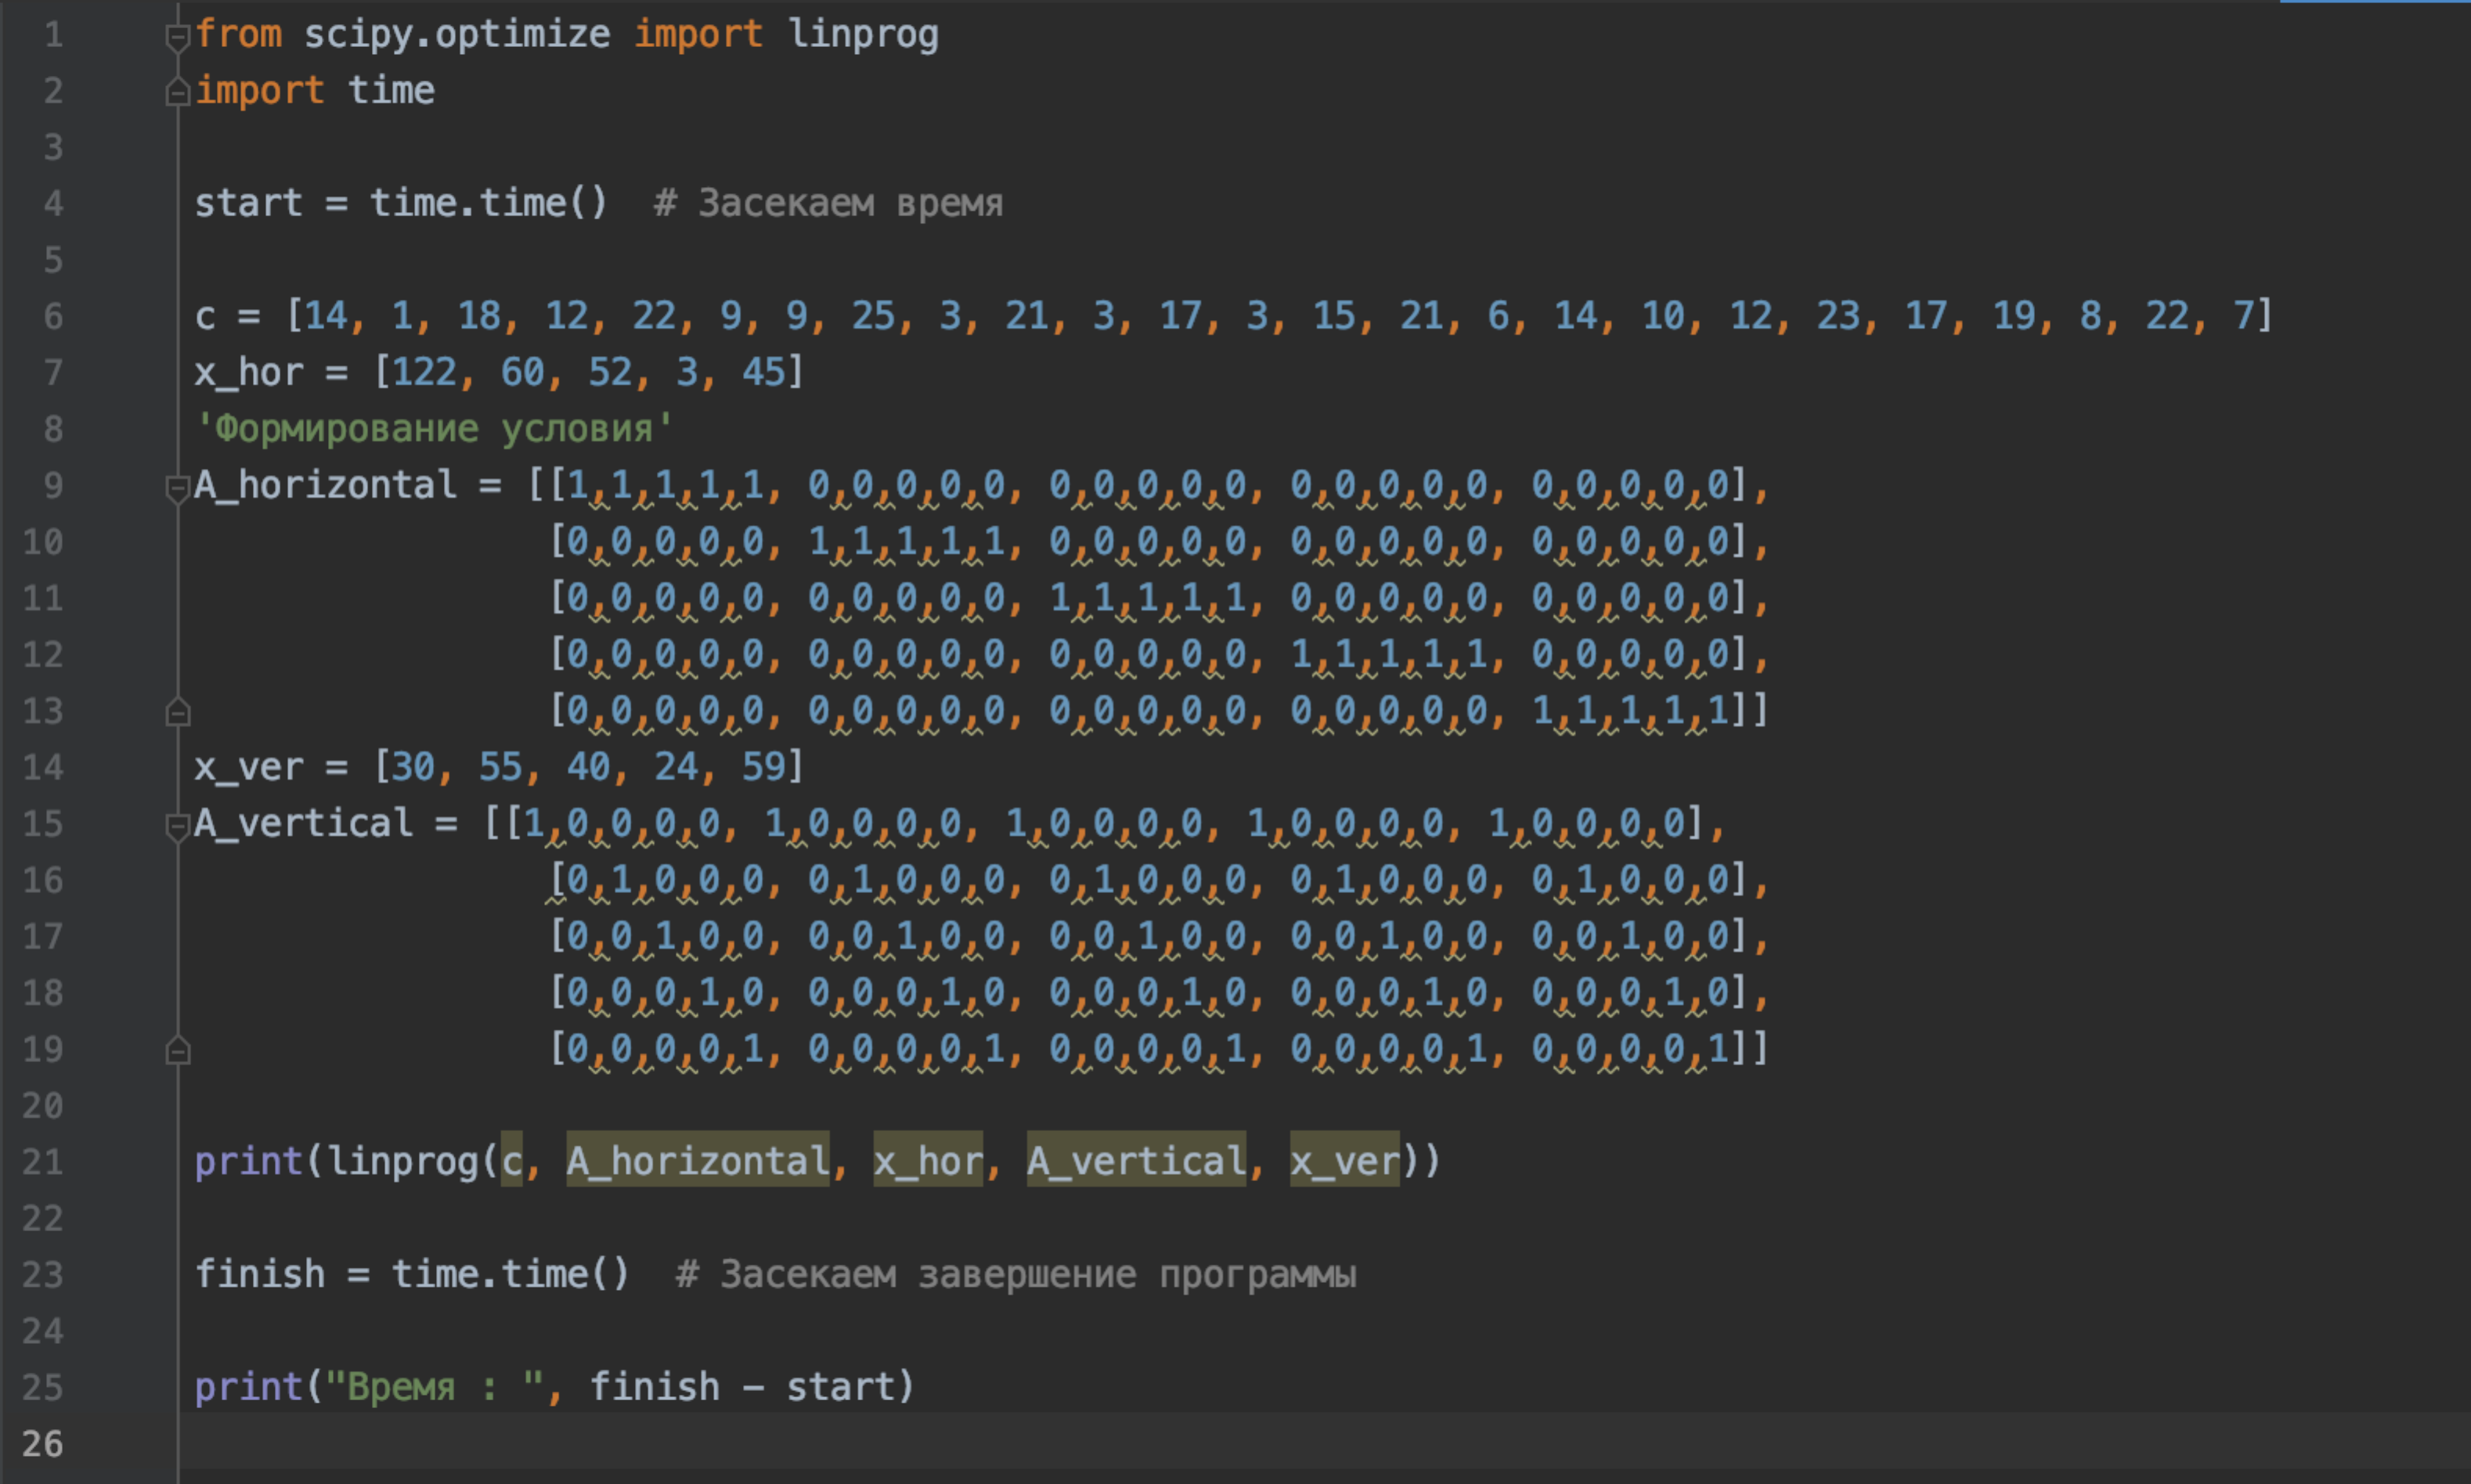 1 from scipy.optimize import linprog
2 import time
3
4 start = time.time()  # Засекаем время
5
6 c = [14, 1, 18, 12, 22, 9, 9, 25, 3, 21, 3, 17, 3, 15, 21, 6, 14, 10, 12, 23, 17, 19, 8, 22, 7]
7 x_hor = [122, 60, 52, 3, 45]
8 'Формирование условия'
9 A_horizontal = [[1,1,1,1,1, 0,0,0,0,0, 0,0,0,0,0, 0,0,0,0,0, 0,0,0,0,0],
10 [0,0,0,0,0, 1,1,1,1,1, 0,0,0,0,0, 0,0,0,0,0, 0,0,0,0,0],
11 [0,0,0,0,0, 0,0,0,0,0, 1,1,1,1,1, 0,0,0,0,0, 0,0,0,0,0],
12 [0,0,0,0,0, 0,0,0,0,0, 0,0,0,0,0, 1,1,1,1,1, 0,0,0,0,0],
13 [0,0,0,0,0, 0,0,0,0,0, 0,0,0,0,0, 0,0,0,0,0, 1,1,1,1,1]]
14 x_ver = [30, 55, 40, 24, 59]
15 A_vertical = [[1,0,0,0,0, 1,0,0,0,0, 1,0,0,0,0, 1,0,0,0,0, 1,0,0,0,0],
16 [0,1,0,0,0, 0,1,0,0,0, 0,1,0,0,0, 0,1,0,0,0, 0,1,0,0,0],
17 [0,0,1,0,0, 0,0,1,0,0, 0,0,1,0,0, 0,0,1,0,0, 0,0,1,0,0],
18 [0,0,0,1,0, 0,0,0,1,0, 0,0,0,1,0, 0,0,0,1,0, 0,0,0,1,0],
19 [0,0,0,0,1, 0,0,0,0,1, 0,0,0,0,1, 0,0,0,0,1, 0,0,0,0,1]]
20
21 print(linprog(c, A_horizontal, x_hor, A_vertical, x_ver))
22
23 finish = time.time()  # Засекаем завершение программы
24
25 print("Время : ", finish - start)
26